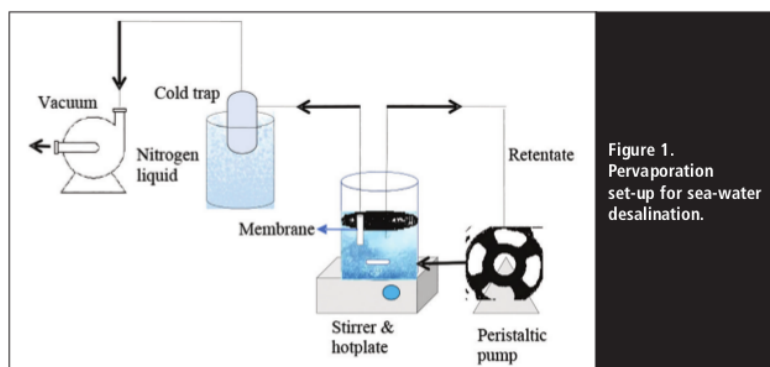 Vacuum
Cold trap
Nitrogen
liquid
Retentate
Membrane
Stirrer &
hotplate
Peristaltic
pump
Figure 1.
Pervaporation
set-up for sea-water
desalination.